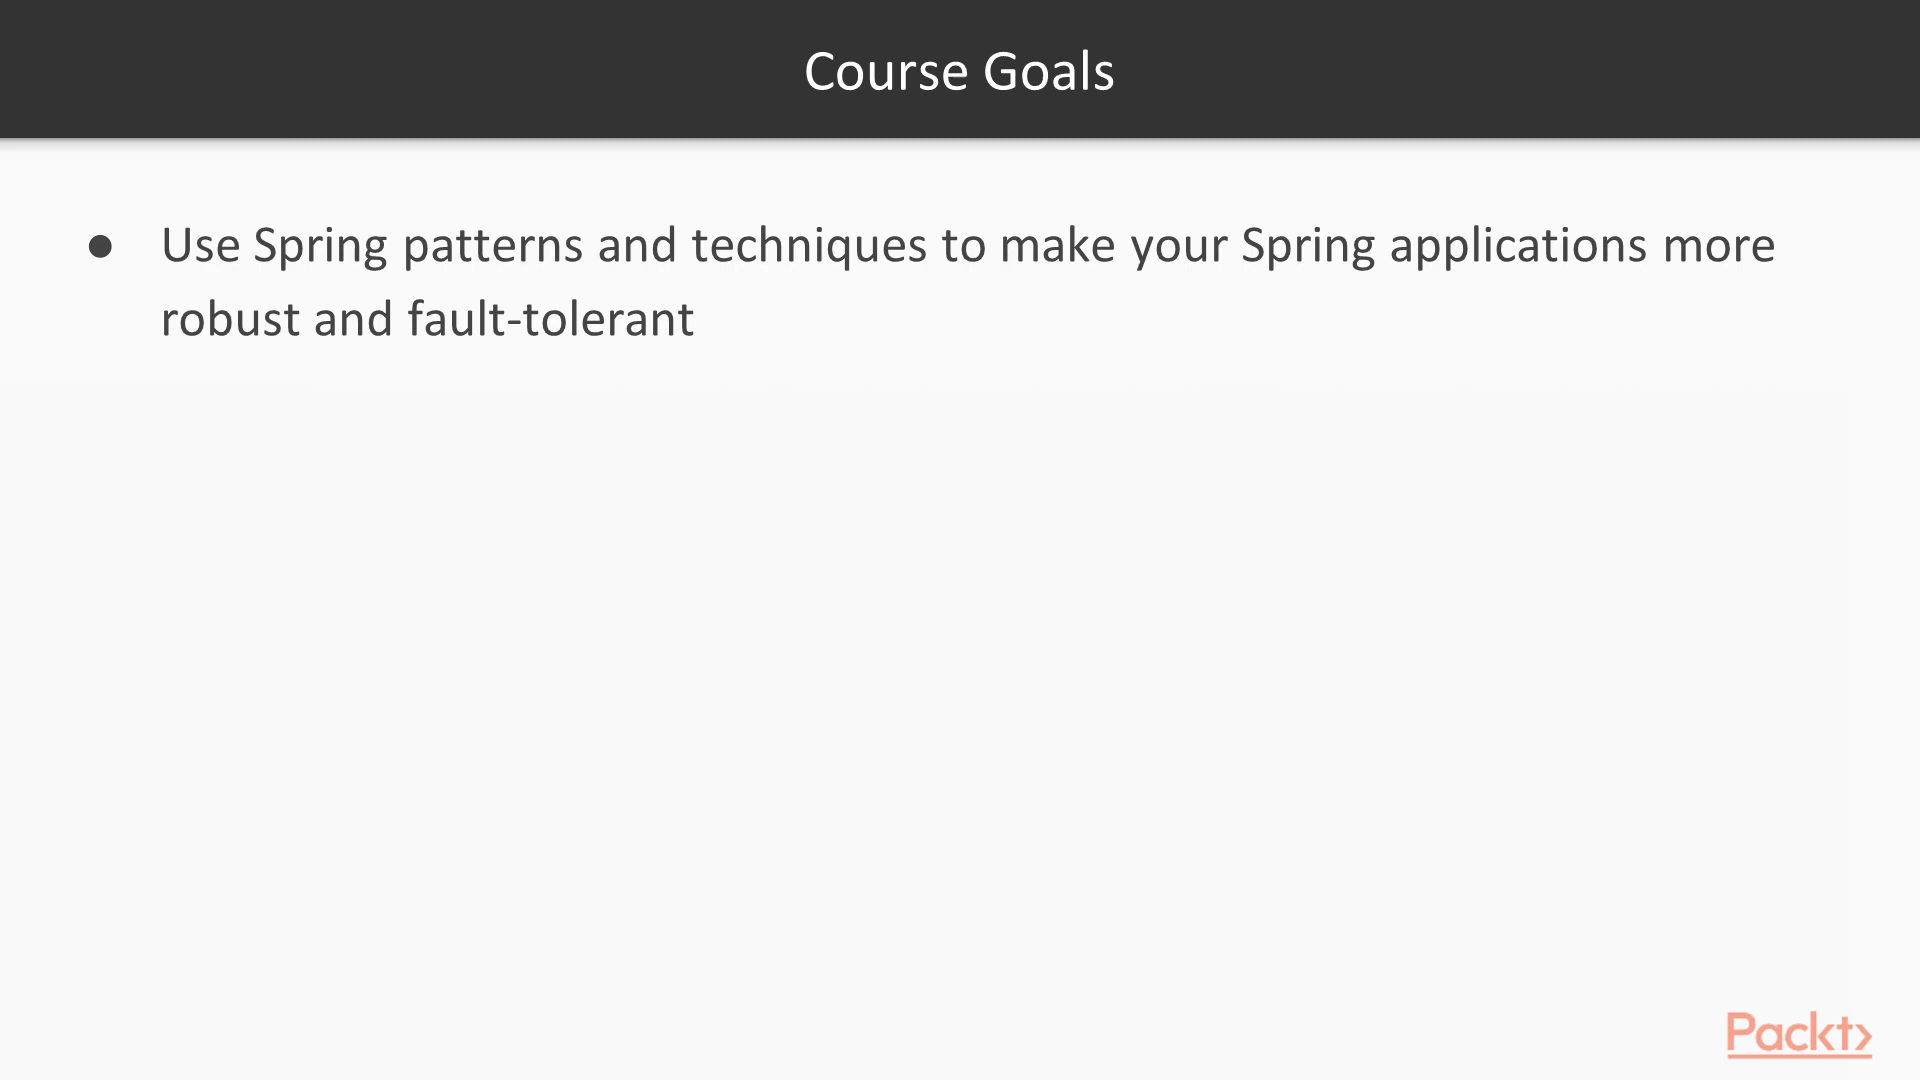 Course Goals
● Use Spring patterns and techniques to make your Spring applications more
robust and fault-tolerant
Packt>